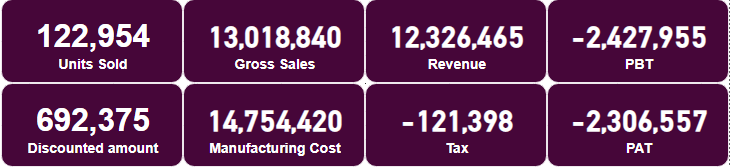 122,954
Units Sold
13,018,840
Gross Sales
12,326,465
Revenue
-2,427,955
PBT
692,375
Discounted amount
14,754,420
Manufacturing Cost
-121,398
Tax
-2,306,557
PAT